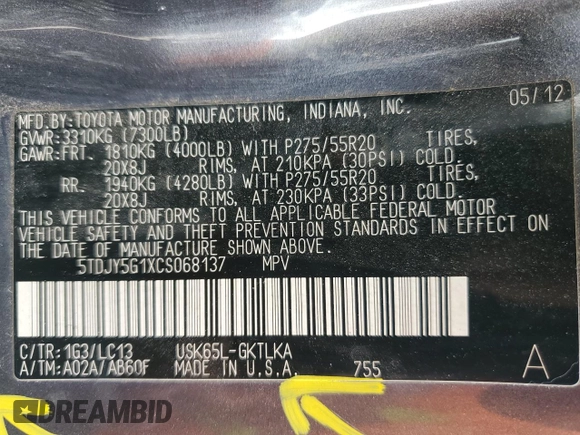 MFD.BY:TOYOTA MOTOR MANUFACTURING, INDIANA, INC. 05/12
GVWR:3310KG (7300LB)
GAWR:FRT. 1810KG (4000LB) WITH P275/55R20 TIRES,
20X8J RIMS, AT 210KPA (30PSI) COLD.
RR. 1940KG (4280LB) WITH P275/55R20 TIRES,
20X8J RIMS, AT 230KPA (33PSI) COLD.
THIS VEHICLE CONFORMS TO ALL APPLICABLE FEDERAL MOTOR
VEHICLE SAFETY AND THEFT PREVENTION STANDARDS IN EFFECT ON
THE DATE OF MANUFACTURE SHOWN ABOVE.
5TDJY5G1XCS068137 MPV
C/TR:1G3/LC13 USK65L-GKTLKA
A/TM:A02A/AB60F MADE IN U.S.A. 755 A
DREAMBID